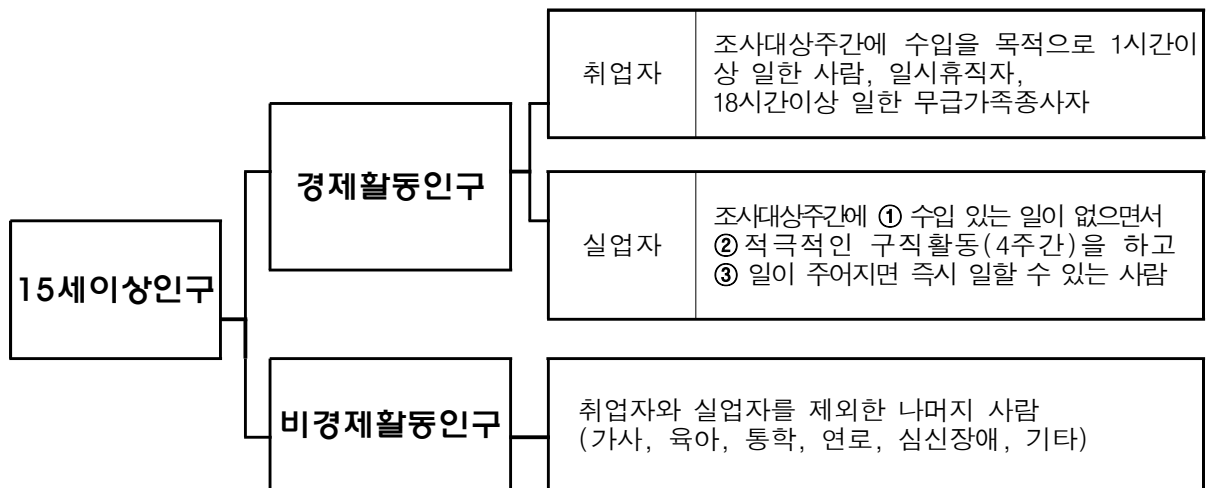 취업자
조사대상주간에 수입을 목적으로 1시간이
상 일한 사람, 일시휴직자,
18시간이상 일한 무급가족종사자
경제활동인구
실업자
조사대상주간에 ① 수입 있는 일이 없으면서
② 적극적인 구직활동(4주간)을 하고
③ 일이 주어지면 즉시 일할 수 있는 사람
15세이상인구
비경제활동인구
취업자와 실업자를 제외한 나머지 사람
(가사, 육아, 통학, 연로, 심신장애, 기타)